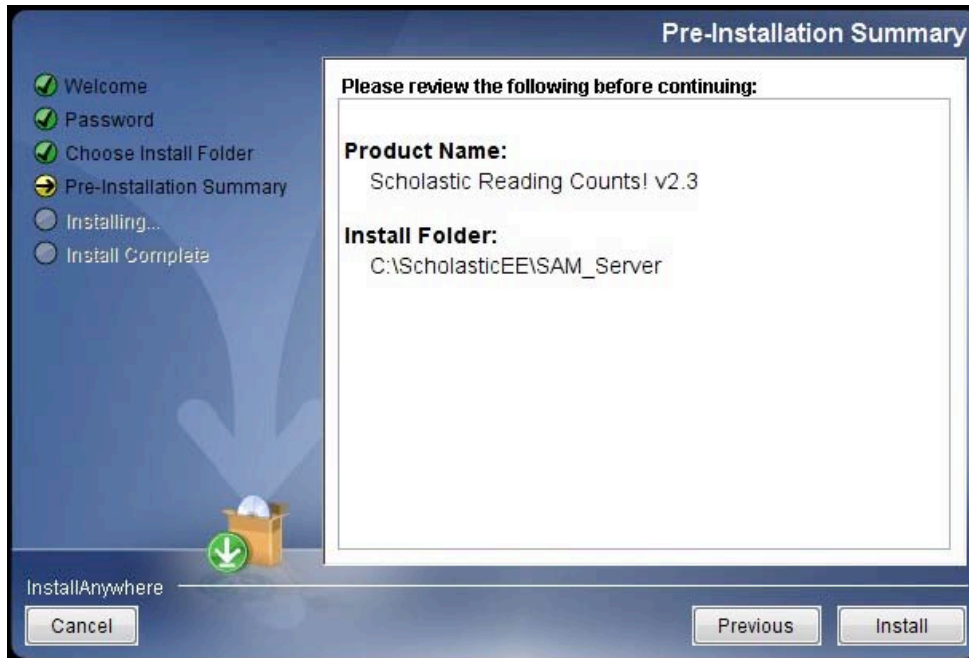 Pre-Installation Summary
Welcome
Password
Choose Install Folder
Pre-Installation Summary
Installing...
Install Complete
Please review the following before continuing:
Product Name:
Scholastic Reading Counts! v2.3
Install Folder:
C:\ScholasticEE\SAM_Server
InstallAnywhere
Cancel
Previous
Install